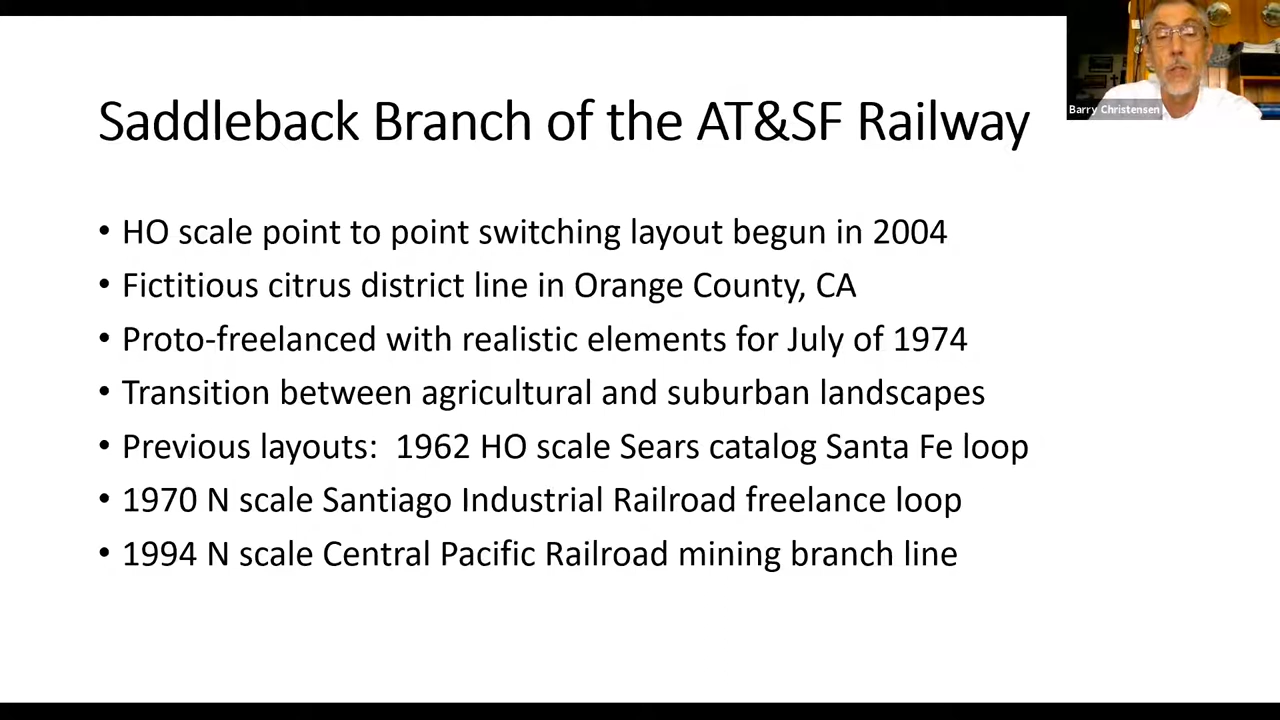 Saddleback Branch of the AT&SF Railway
Barry Christensen
• HO scale point to point switching layout begun in 2004
• Fictitious citrus district line in Orange County, CA
• Proto-freelanced with realistic elements for July of 1974
• Transition between agricultural and suburban landscapes
• Previous layouts:  1962 HO scale Sears catalog Santa Fe loop
• 1970 N scale Santiago Industrial Railroad freelance loop
• 1994 N scale Central Pacific Railroad mining branch line